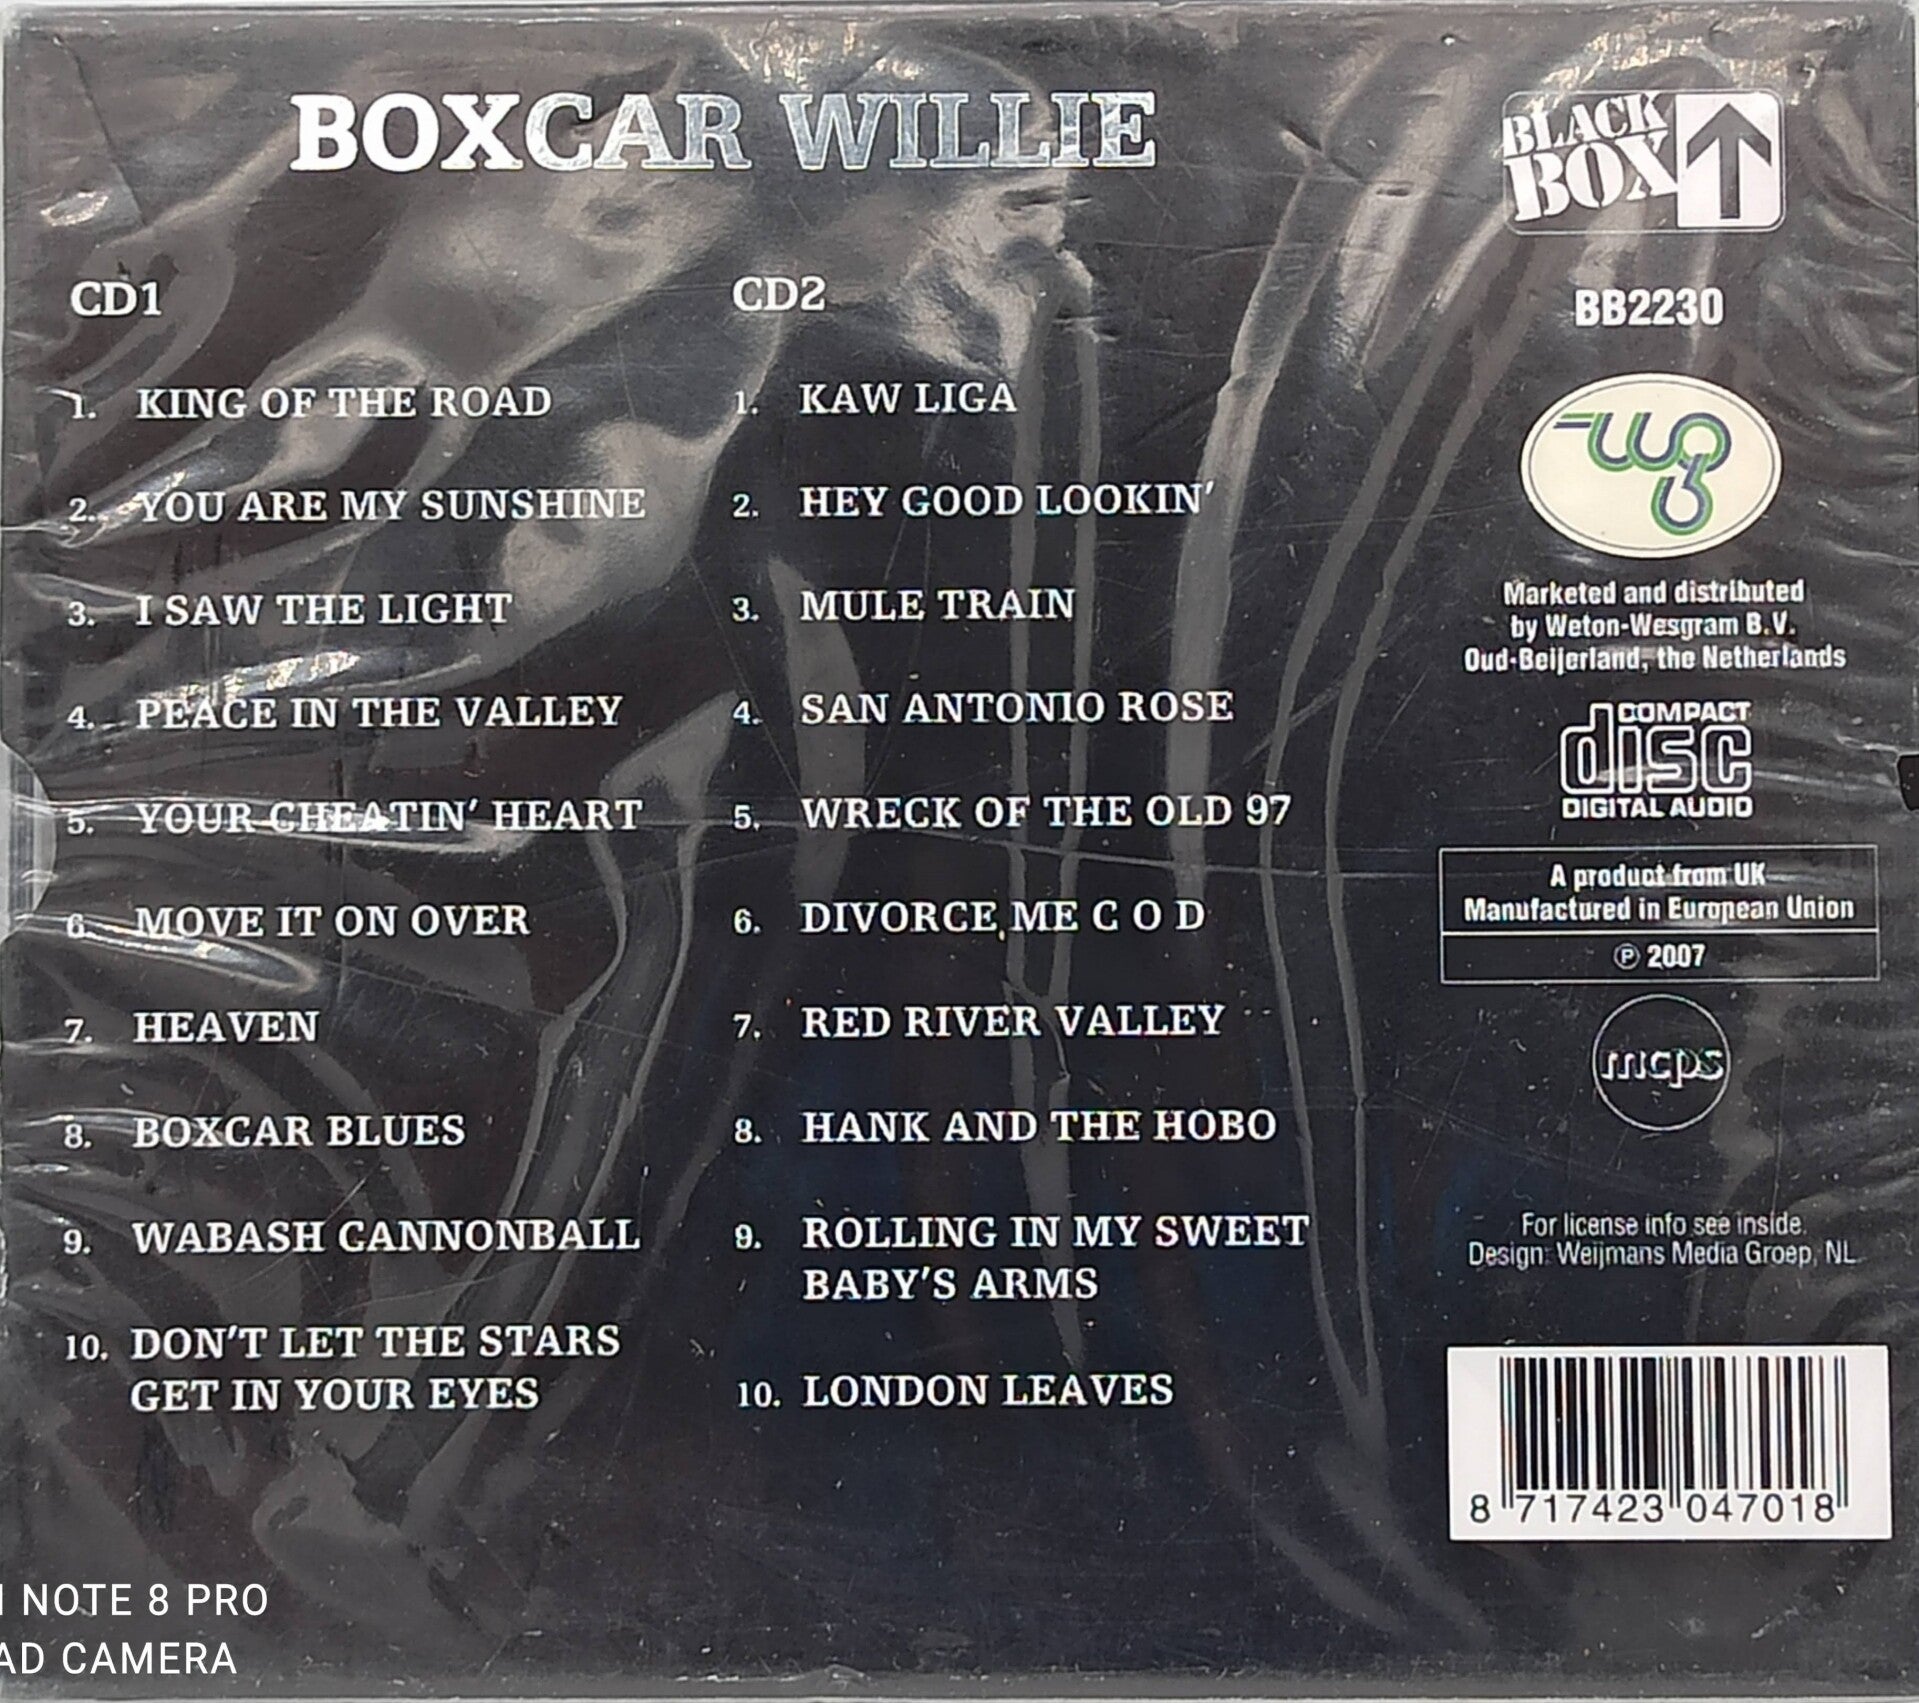 BOXCAR WILLIE
BLACK
BOX
CD1
1. KING OF THE ROAD
2. YOU ARE MY SUNSHINE
3. I SAW THE LIGHT
4. PEACE IN THE VALLEY
5. YOUR CHEATIN' HEART
6. MOVE IT ON OVER
7. HEAVEN
8. BOXCAR BLUES
9. WABASH CANNONBALL
10. DON'T LET THE STARS
GET IN YOUR EYES
CD2
1. KAW LIGA
2. HEY GOOD LOOKIN'
3. MULE TRAIN
4. SAN ANTONIO ROSE
5. WRECK OF THE OLD 97
6. DIVORCE ME C O D
7. RED RIVER VALLEY
8. HANK AND THE HOBO
9. ROLLING IN MY SWEET
BABY'S ARMS
10. LONDON LEAVES
BB2230
Marketed and distributed
by Weton-Wesgram B.V.
Oud-Beijerland, the Netherlands
COMPACT
disc
DIGITAL AUDIO
A product from UK
Manufactured in European Union
℗ 2007
mcps
For license info see inside.
Design: Weijmans Media Groep, NL
8 717423 047018
NOTE 8 PRO
CAMERA